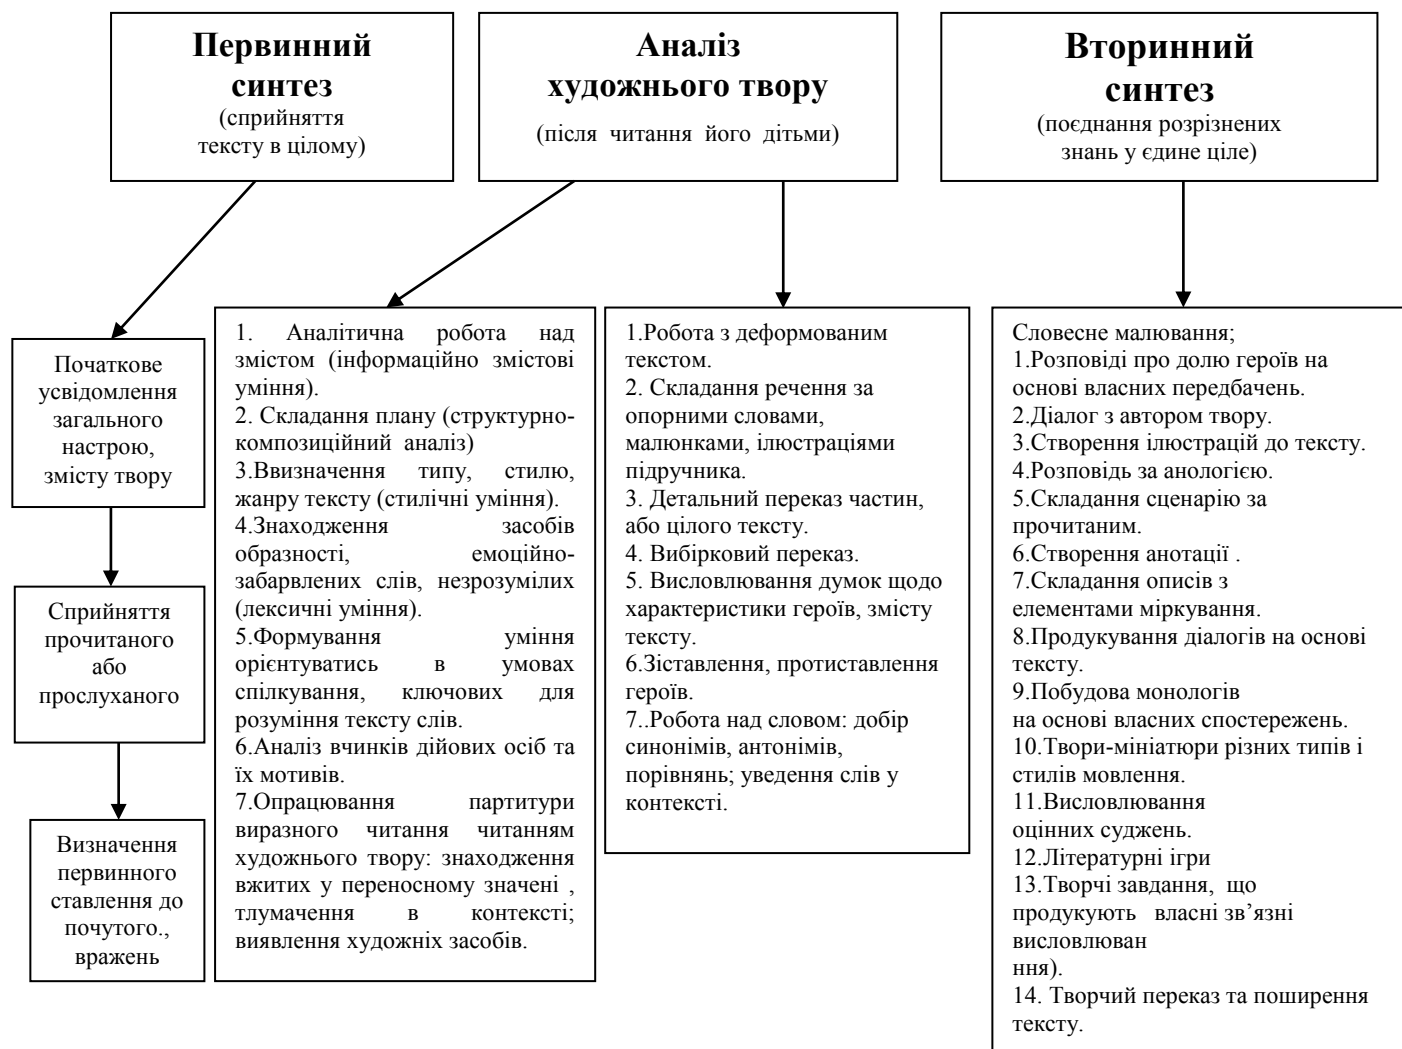 Первинний
синтез
(сприйняття
тексту в цілому)
Аналіз
художнього твору
(після читання його дітьми)
Вторинний
синтез
(поєднання розрізнених
знань у єдине ціле)
Початкове
усвідомлення
загального
настрою,
змісту твору
Сприйняття
прочитаного
або
прослуханого
Визначення
первинного
ставлення до
почутого.,
вражень
1. Аналітична робота над
змістом (інформаційно змістові
уміння).
2. Складання плану (структурно-
композиційний аналіз)
3.Ввизначення типу, стилю,
жанру тексту (стилічні уміння).
4.Знаходження засобів
образності, емоційно-
забарвлених слів, незрозумілих
(лексичні уміння).
5.Формування уміння
орієнтуватись в умовах
спілкування, ключових для
розуміння тексту слів.
6.Аналіз вчинків дійових осіб та
їх мотивів.
7.Опрацювання партитури
виразного читання читанням
художнього твору: знаходження
вжитих у переносному значені ,
тлумачення в контексті;
виявлення художніх засобів.
1.Робота з деформованим
текстом.
2. Складання речення за
опорними словами,
малюнками, ілюстраціями
підручника.
3. Детальний переказ частин,
або цілого тексту.
4. Вибірковий переказ.
5. Висловлювання думок щодо
характеристики героїв, змісту
тексту.
6.Зіставлення, протиставлення
героїв.
7..Робота над словом: добір
синонімів, антонімів,
порівнянь; уведення слів у
контексті.
Словесне малювання;
1.Розповіді про долю героїв на
основі власних передбачень.
2.Діалог з автором твору.
3.Створення ілюстрацій до тексту.
4.Розповідь за анологією.
5.Складання сценарію за
прочитаним.
6.Створення анотації .
7.Складання описів з
елементами міркування.
8.Продукування діалогів на основі
тексту.
9.Побудова монологів
на основі власних спостережень.
10.Твори-мініатюри різних типів і
стилів мовлення.
11.Висловлювання
оцінних суджень.
12.Літературні ігри
13.Творчі завдання, що
продукують власні зв’язні
висловлюван
ння).
14. Творчий переказ та поширення
тексту.